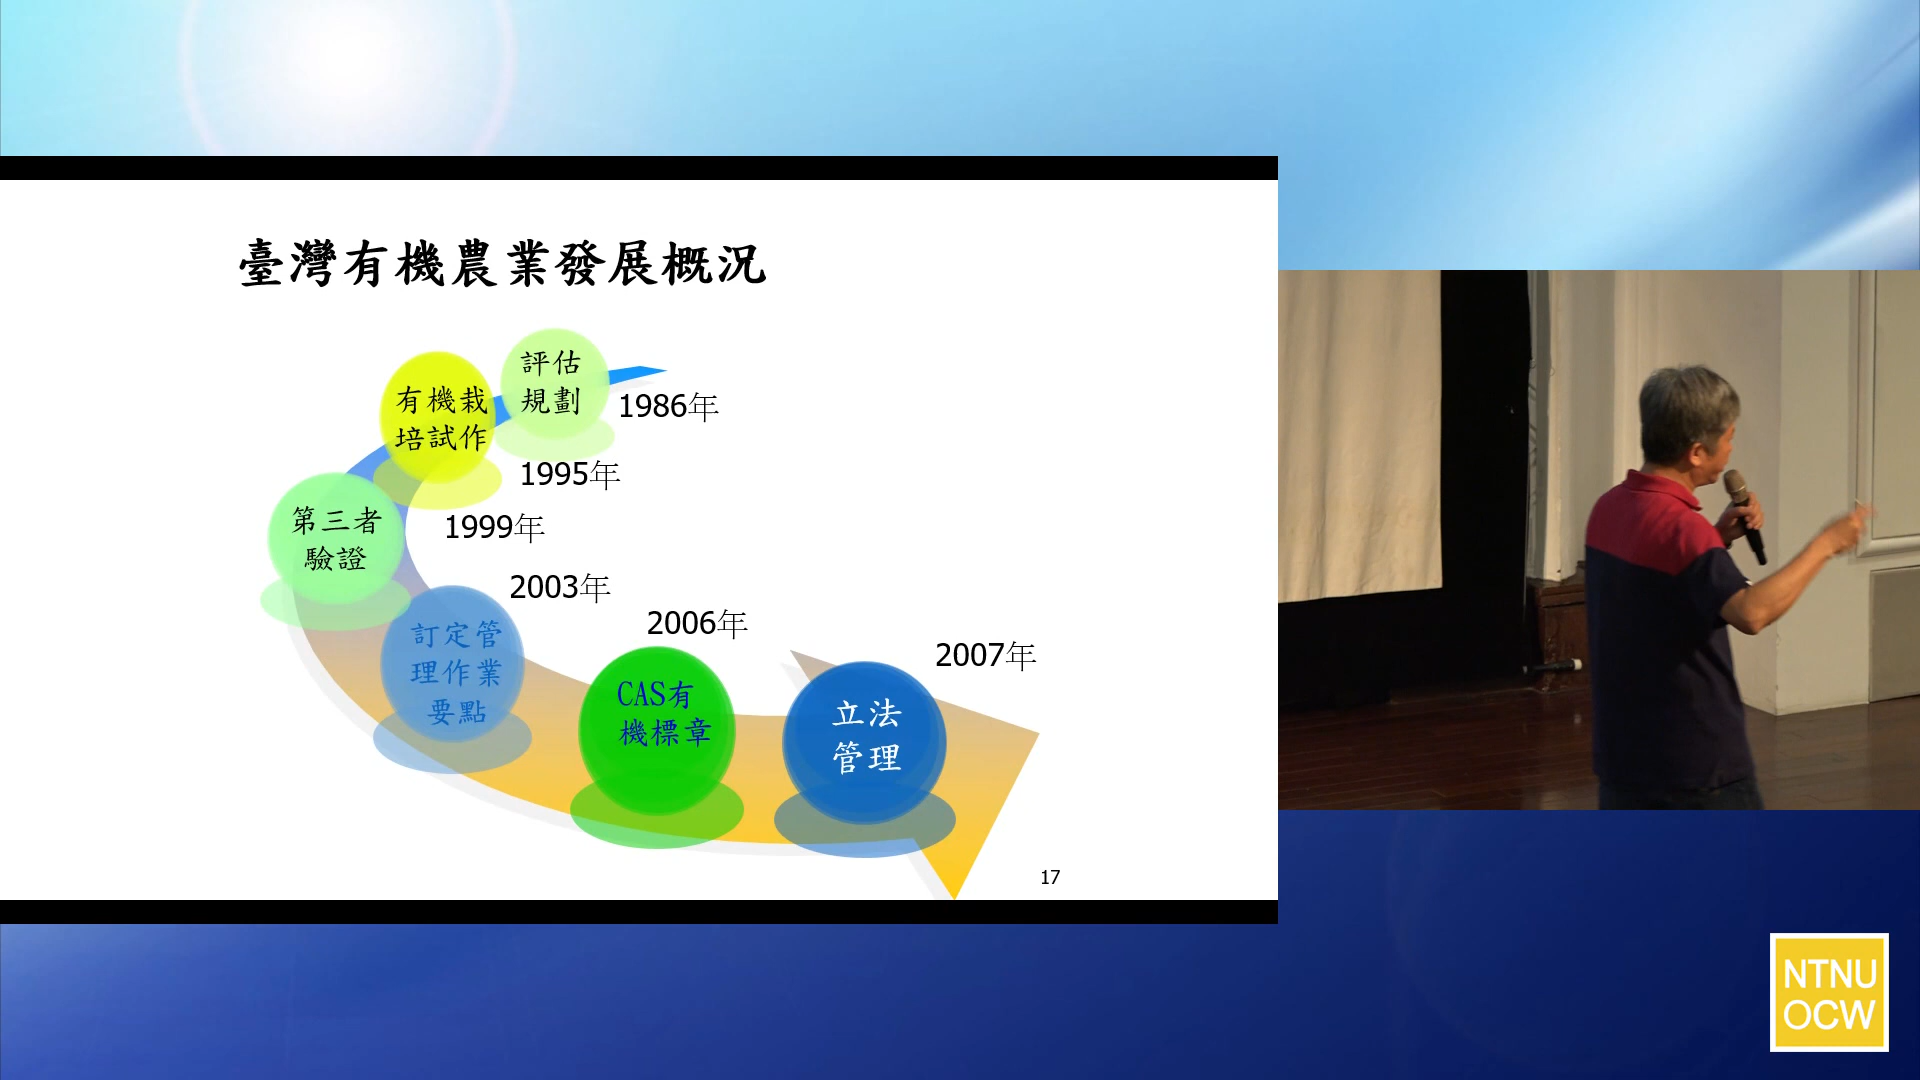 臺灣有機農業發展概況
評估
規劃
1986年
有機栽
培試作
1995年
第三者
驗證
1999年
訂定管
理作業
要點
2003年
CAS有
機標章
2006年
立法
管理
2007年
17
NTNU
OCW